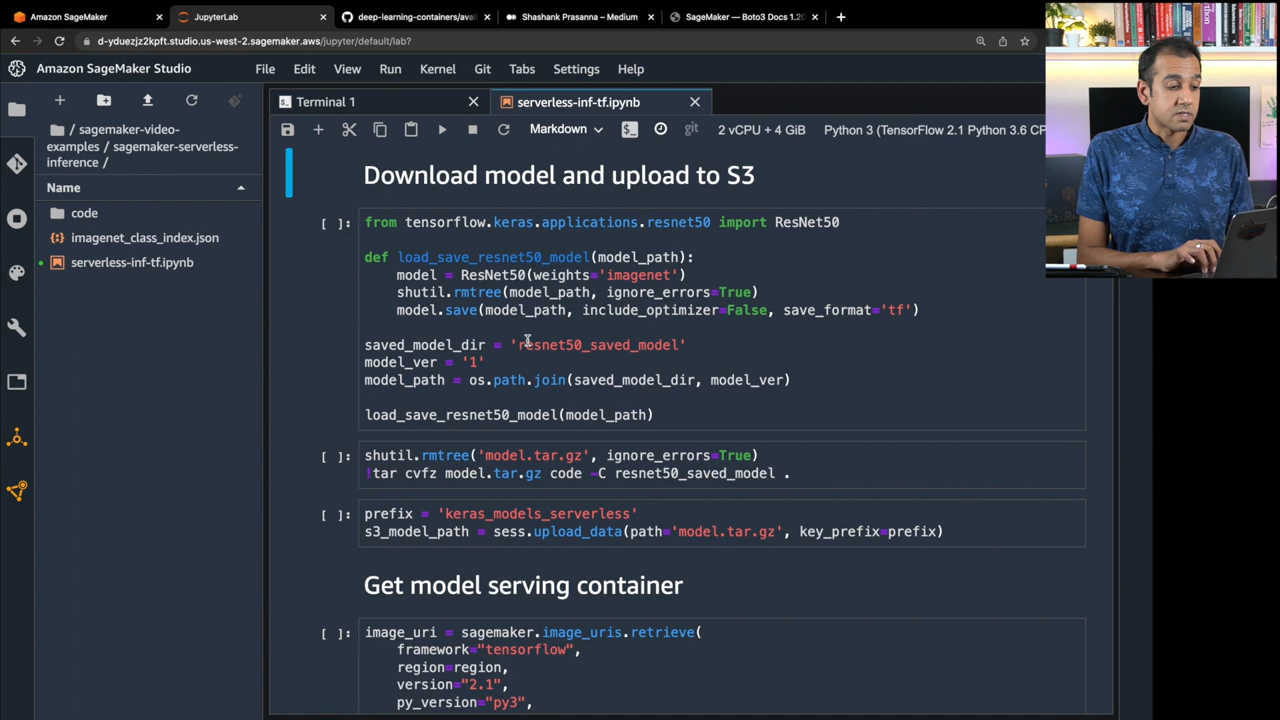 Amazon SageMaker
JupyterLab
deep-learning-containers/avai
Shashank Prasanna – Medium
SageMaker — Boto3 Docs 1.20
d-yduezjz2kpft.studio.us-west-2.sagemaker.aws/jupyter/default/lab?
Amazon SageMaker Studio
File Edit View Run Kernel Git Tabs Settings Help
Terminal 1
serverless-inf-tf.ipynb
Markdown
git
2 vCPU + 4 GiB
Python 3 (TensorFlow 2.1 Python 3.6 CP
/ sagemaker-video-
examples / sagemaker-serverless-
inference /
Name
code
imagenet_class_index.json
serverless-inf-tf.ipynb
Download model and upload to S3
[ ]: from tensorflow.keras.applications.resnet50 import ResNet50
def load_save_resnet50_model(model_path):
model = ResNet50(weights='imagenet')
shutil.rmtree(model_path, ignore_errors=True)
model.save(model_path, include_optimizer=False, save_format='tf')
saved_model_dir = 'resnet50_saved_model'
model_ver = '1'
model_path = os.path.join(saved_model_dir, model_ver)
load_save_resnet50_model(model_path)
[ ]: shutil.rmtree('model.tar.gz', ignore_errors=True)
!tar cvfz model.tar.gz code -C resnet50_saved_model .
[ ]: prefix = 'keras_models_serverless'
s3_model_path = sess.upload_data(path='model.tar.gz', key_prefix=prefix)
Get model serving container
[ ]: image_uri = sagemaker.image_uris.retrieve(
framework="tensorflow",
region=region,
version="2.1",
py_version="py3",